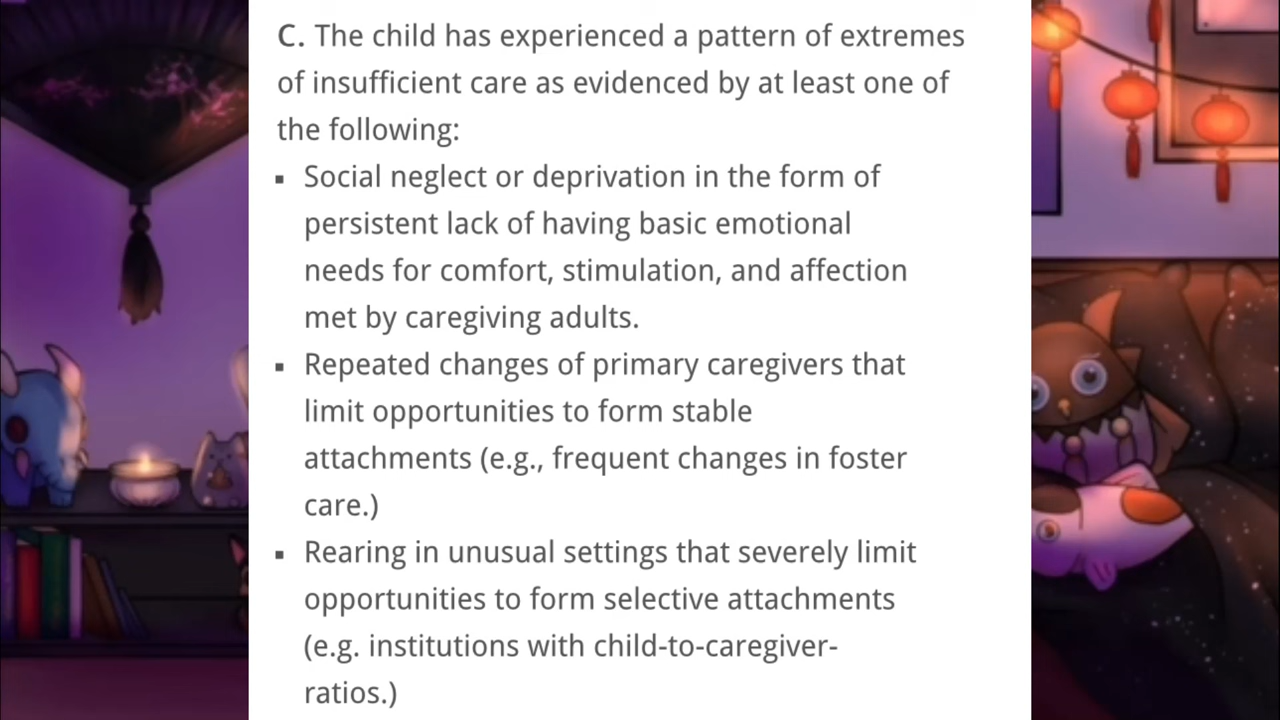 C. The child has experienced a pattern of extremes
of insufficient care as evidenced by at least one of
the following:
▪ Social neglect or deprivation in the form of
persistent lack of having basic emotional
needs for comfort, stimulation, and affection
met by caregiving adults.
▪ Repeated changes of primary caregivers that
limit opportunities to form stable
attachments (e.g., frequent changes in foster
care.)
▪ Rearing in unusual settings that severely limit
opportunities to form selective attachments
(e.g. institutions with child-to-caregiver-
ratios.)